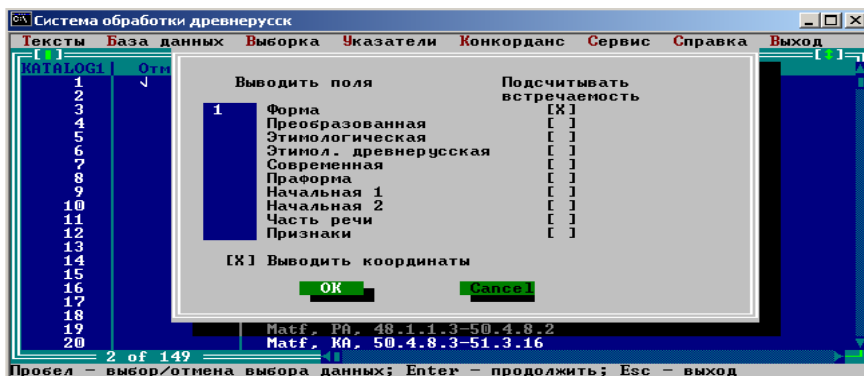 Система обработки древнерусск
Тексты База данных Выборка Указатели Конкорданс Сервис Справка Выход
KATALOG1 Отм
1 √
2
3
4
5
6
7
8
9
10
11
12
13
14
15
16
17
18
19 Matf, PA, 48.1.1.3-50.4.8.2
20 Matf, KA, 50.4.8.3-51.3.16
Выводить поля Подсчитывать
встречаемость
1 Форма [X]
Преобразованная [ ]
Этимологическая [ ]
Этимол. древнерусская [ ]
Современная [ ]
Праформа [ ]
Начальная 1 [ ]
Начальная 2 [ ]
Часть речи [ ]
Признаки [ ]
[X] Выводить координаты
OK Cancel
2 of 149
Пробел - выбор/отмена выбора данных; Enter - продолжить; Esc - выход